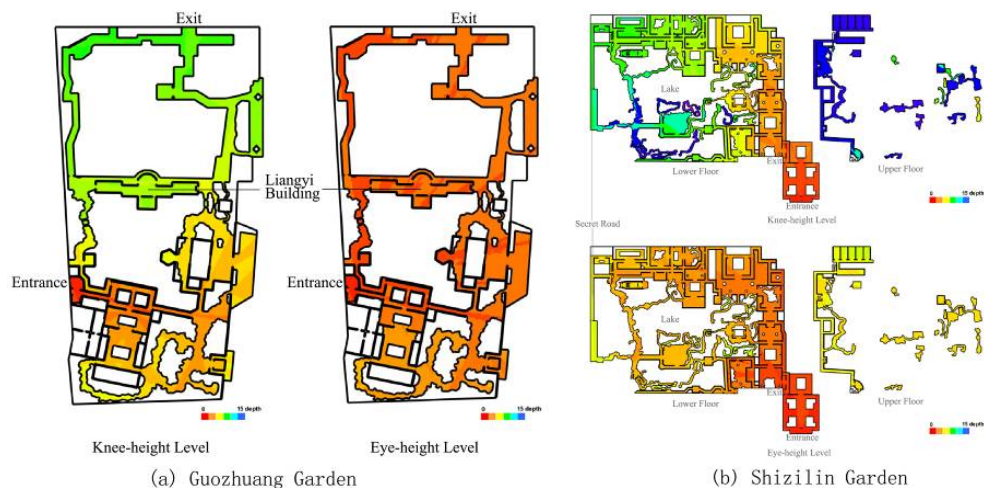 Exit
Exit
Liangyi
Building
Entrance
Entrance
0 15 depth
0 15 depth
Knee-height Level
Eye-height Level
(a) Guozhuang Garden
Lake
Exit
Lower Floor
Upper Floor
0 15 depth
Entrance
Knee-height Level
Secret Road
Lake
Exit
Lower Floor
Upper Floor
0 15 depth
Entrance
Eye-height Level
(b) Shizilin Garden